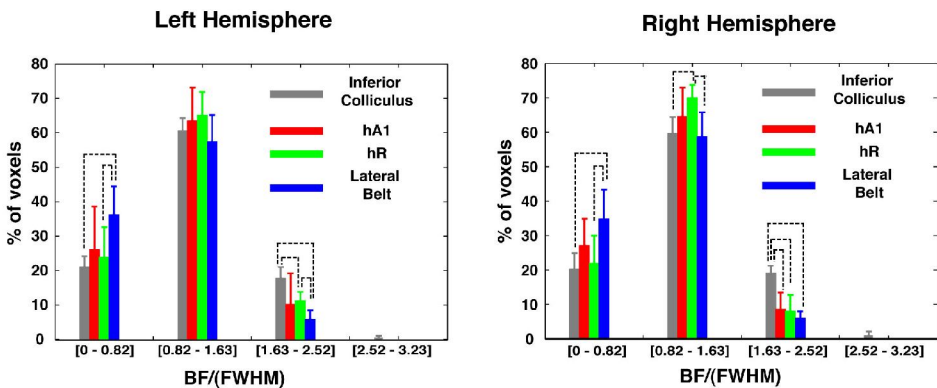 Left Hemisphere
% of voxels
80
70
60
50
40
30
20
10
0
Inferior
Colliculus
hA1
hR
Lateral
Belt
[0 - 0.82] [0.82 - 1.63] [1.63 - 2.52] [2.52 - 3.23]
BF/(FWHM)
Right Hemisphere
% of voxels
80
70
60
50
40
30
20
10
0
Inferior
Colliculus
hA1
hR
Lateral
Belt
[0 - 0.82] [0.82 - 1.63] [1.63 - 2.52] [2.52 - 3.23]
BF/(FWHM)